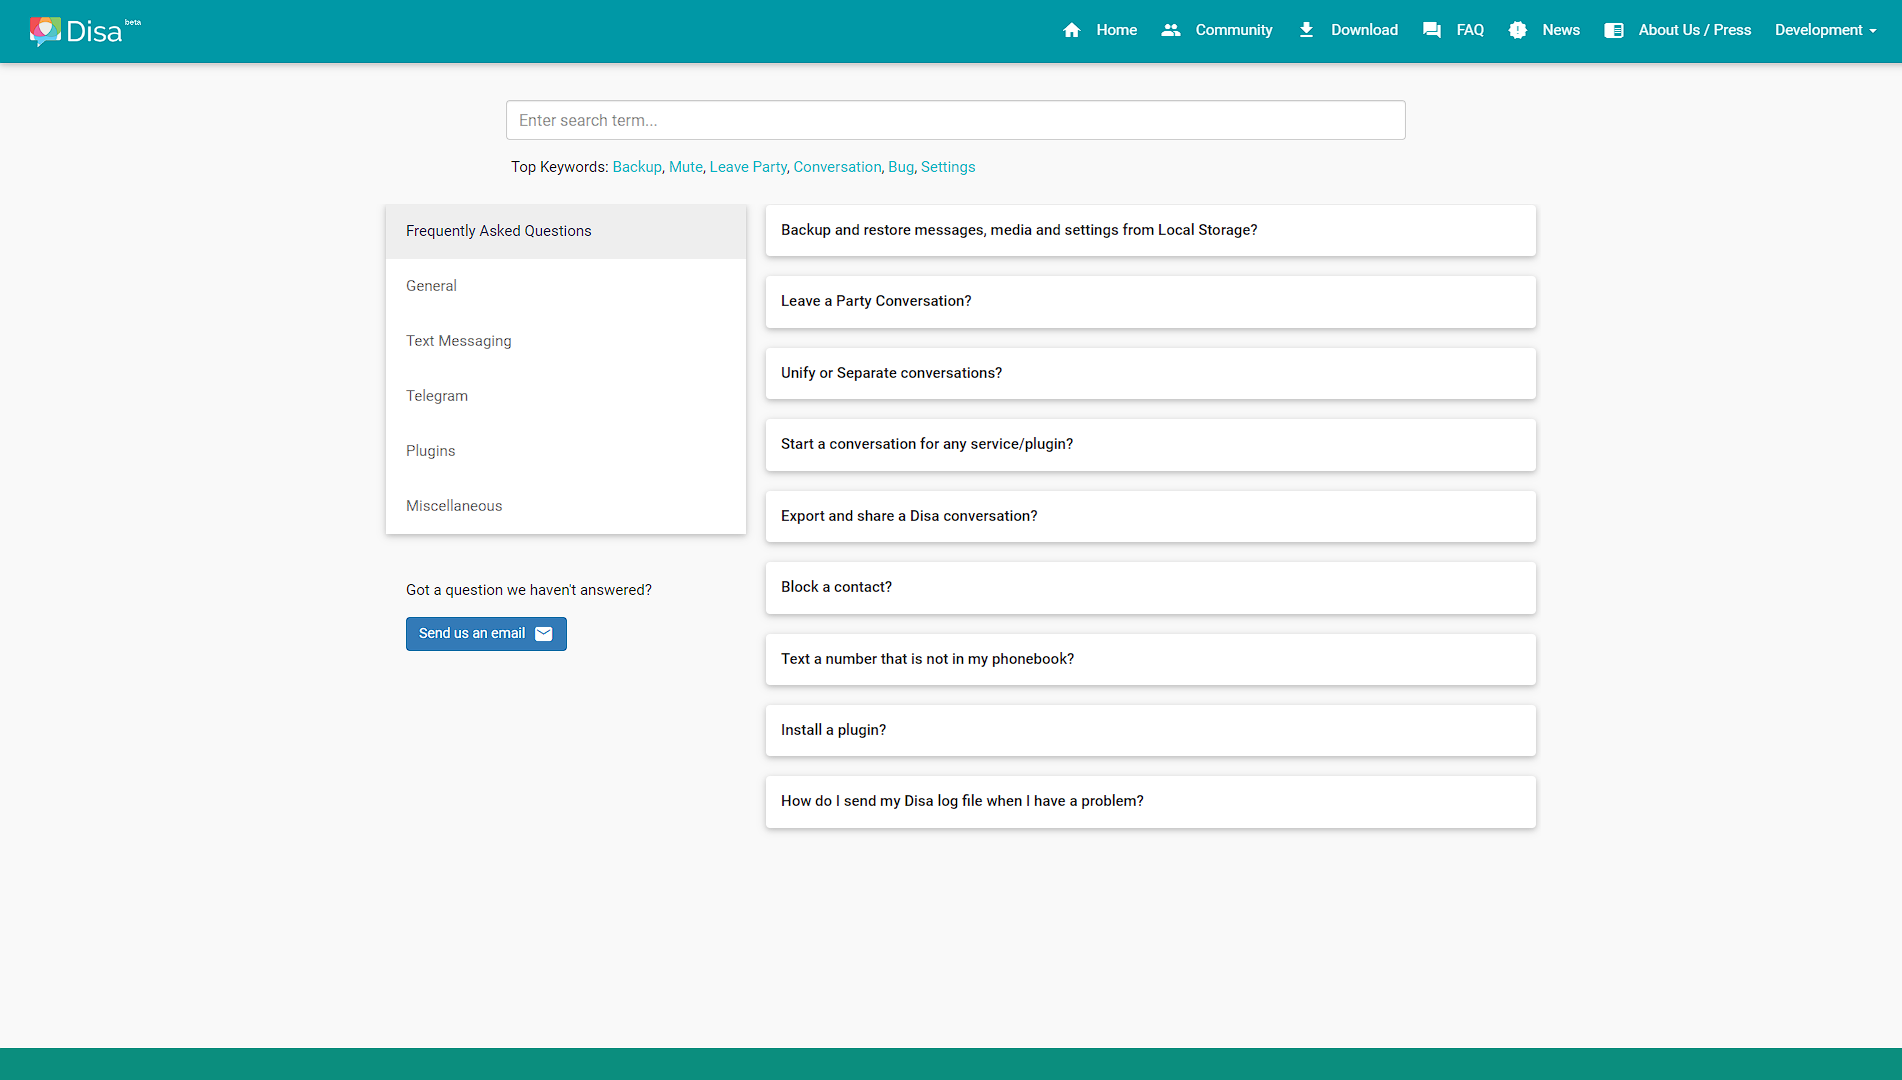 Disa beta
Home Community Download FAQ News About Us / Press Development
Enter search term...
Top Keywords: Backup, Mute, Leave Party, Conversation, Bug, Settings
Frequently Asked Questions
General
Text Messaging
Telegram
Plugins
Miscellaneous
Got a question we haven't answered?
Send us an email
Backup and restore messages, media and settings from Local Storage?
Leave a Party Conversation?
Unify or Separate conversations?
Start a conversation for any service/plugin?
Export and share a Disa conversation?
Block a contact?
Text a number that is not in my phonebook?
Install a plugin?
How do I send my Disa log file when I have a problem?